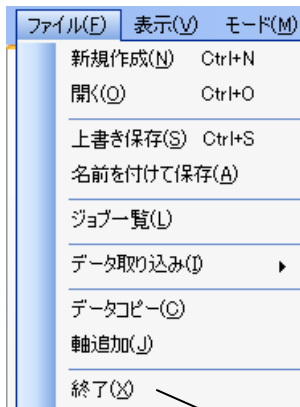 ファイル(F) 表示(V) モード(M)
新規作成(N) Ctrl+N
開く(O) Ctrl+O
上書き保存(S) Ctrl+S
名前を付けて保存(A)
ジョブ一覧(L)
データ取り込み(I)
データコピー(C)
軸追加(J)
終了(X)